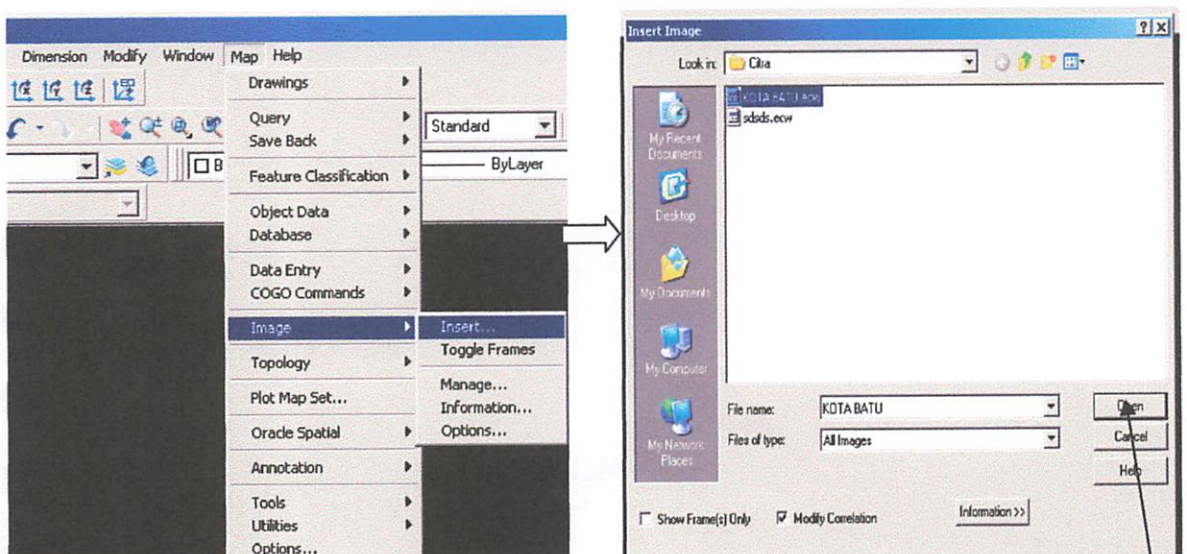 Dimension Modify Window Map Help
Drawings
Query
Save Back
Feature Classification
Object Data
Database
Data Entry
COGO Commands
Image
Topology
Plot Map Set...
Oracle Spatial
Annotation
Tools
Utilities
Options...
Standard
B
ByLayer
Insert...
Toggle Frames
Manage...
Information...
Options...
Insert Image
Look in: Citra
KOTA BATU.ecw
sdsds.ecw
My Recent
Documents
Desktop
My Documents
My Computer
My Network
Places
File name: KOTA BATU
Open
Files of type: All Images
Cancel
Help
Show Frame(s) Only Modify Correlation Information >>